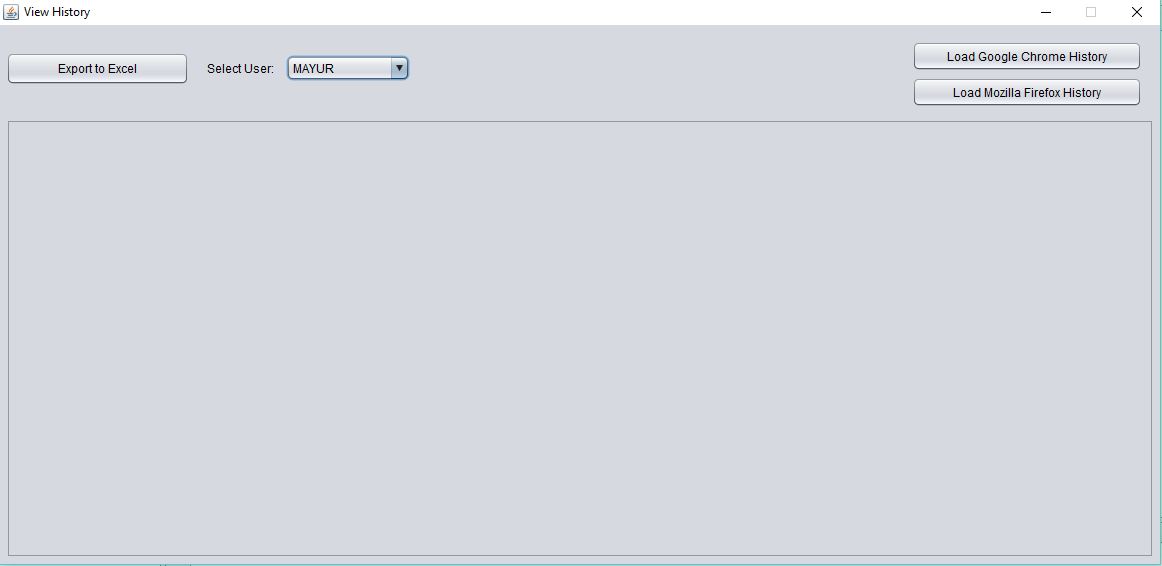 View History
Export to Excel
Select User:
MAYUR
Load Google Chrome History
Load Mozilla Firefox History